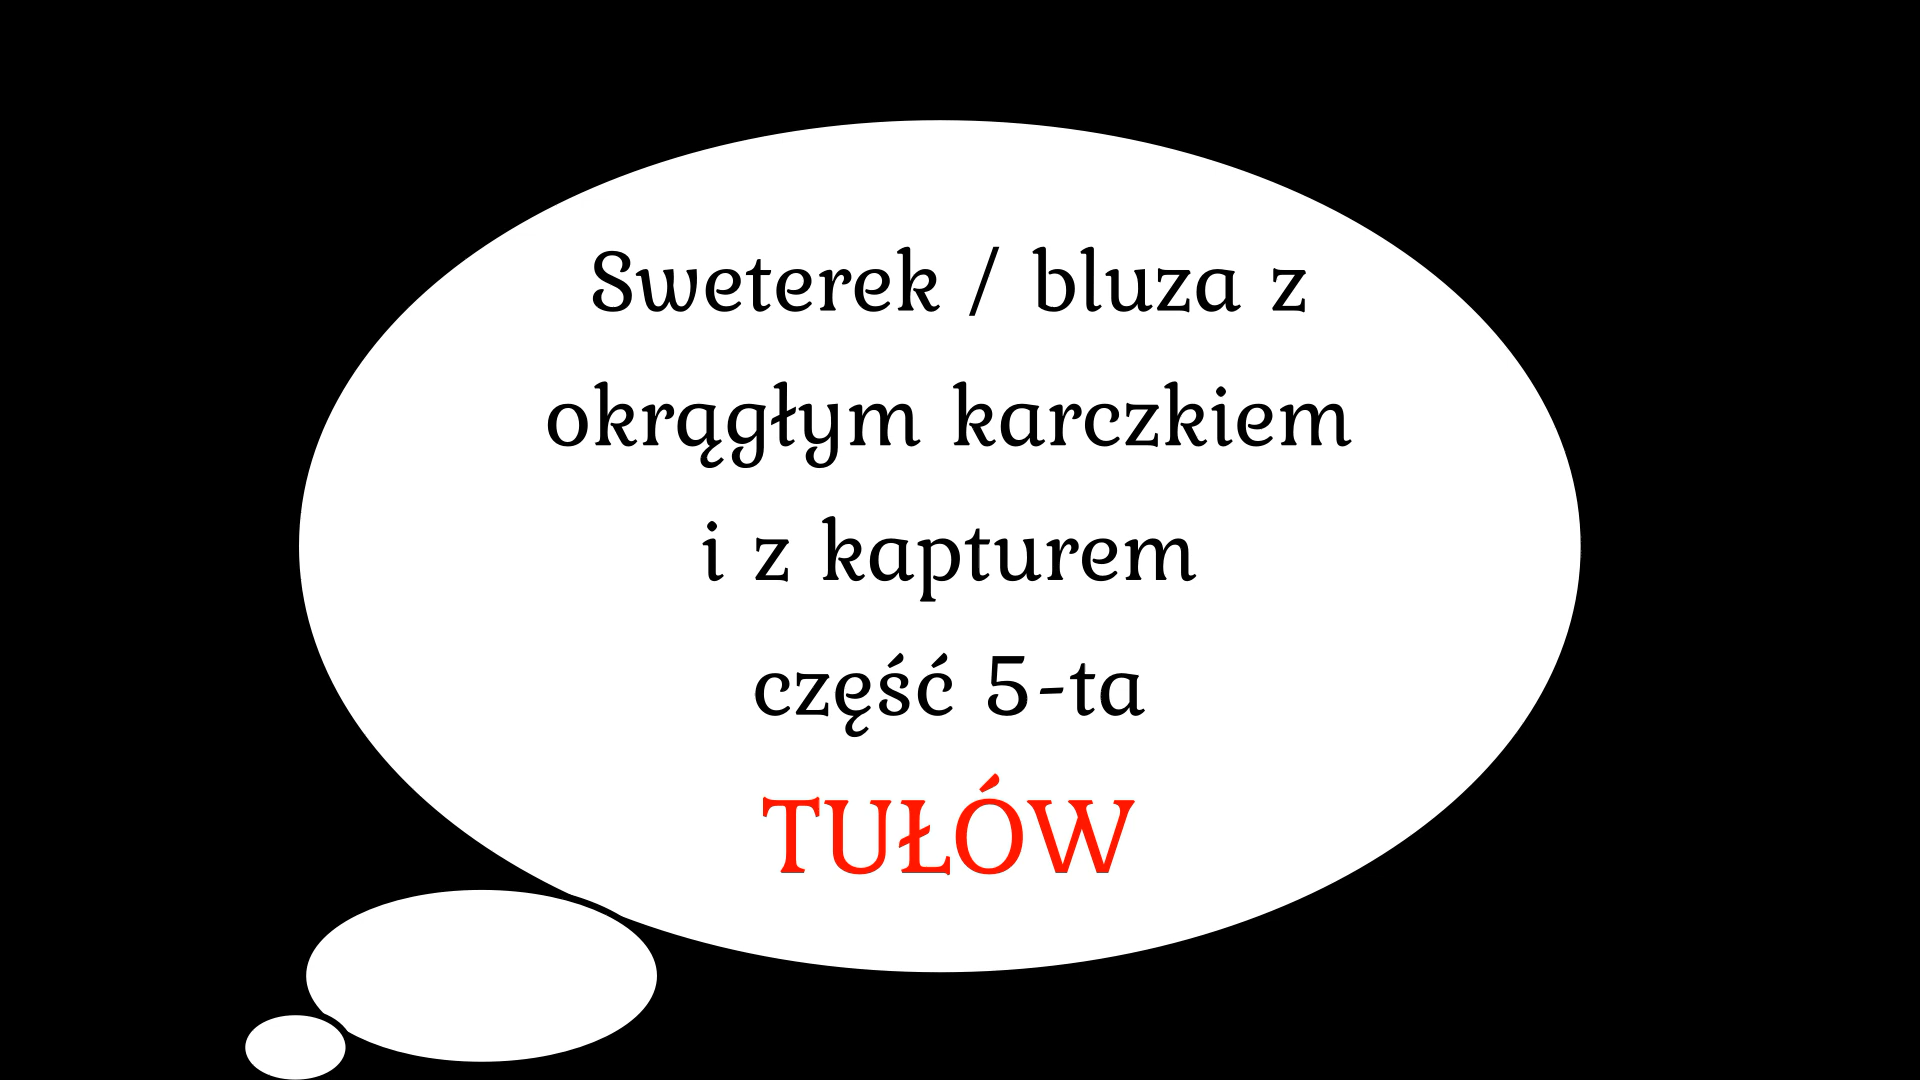 Sweterek / bluza z
okrągłym karczkiem
i z kapturem
część 5-ta
TUŁÓW